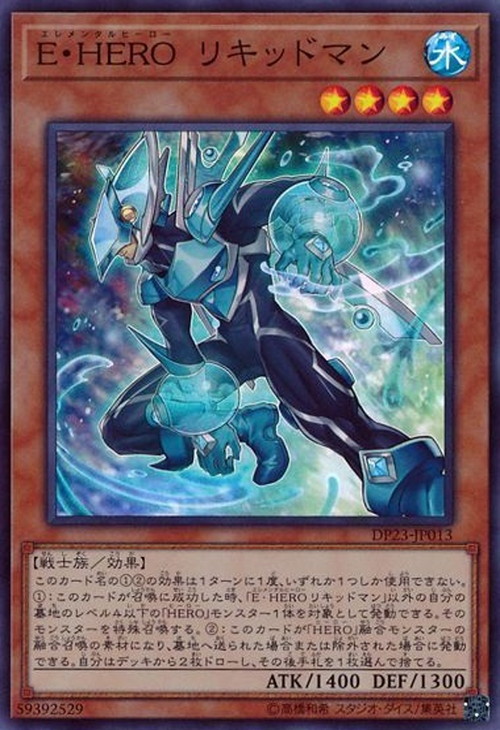 エレメンタルヒーロー
E・HERO リキッドマン
水
DP23-JP013
【戦士族／効果】
このカード名の①②の効果は１ターンに１度、いずれか１つしか使用できない。
①：このカードが召喚に成功した時、「E・HEROリキッドマン」以外の自分の
墓地のレベル４以下の「HERO」モンスター１体を対象として発動できる。その
モンスターを特殊召喚する。②：このカードが「HERO」融合モンスターの
融合召喚の素材になり、墓地へ送られた場合または除外された場合に発動
できる。自分はデッキから２枚ドローし、その後手札を１枚選んで捨てる。
ATK/1400 DEF/1300
59392529
©高橋和希 スタジオ・ダイス/集英社